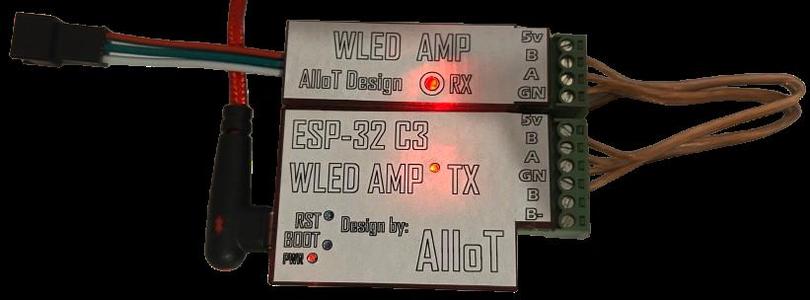 WLED AMP
AIIoT Design RX
5v
B
A
GN
ESP-32 C3
WLED AMP TX
RST
BOOT
PWR
Design by:
AIIoT
5v
B
A
GN
B
B-